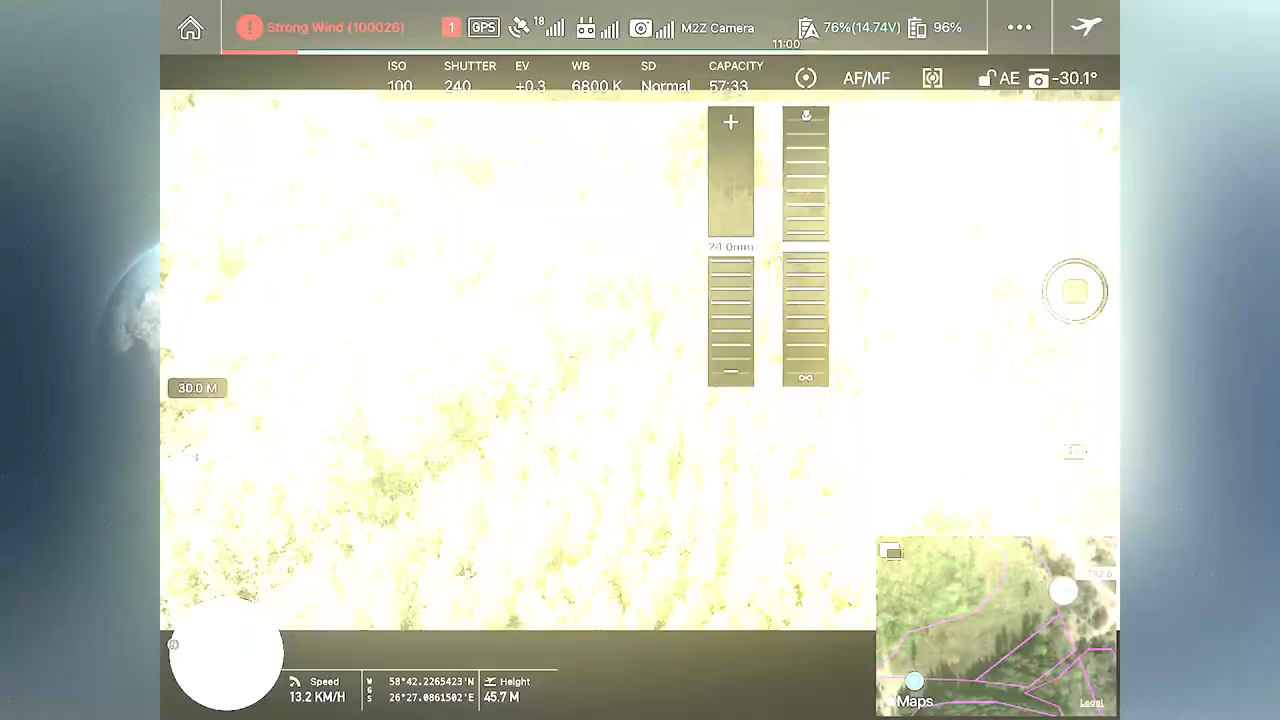 Strong Wind (100026)
1
GPS
18
M2Z Camera
76%(14.74V)
96%
11:00
ISO
100
SHUTTER
240
EV
+0.3
WB
6800 K
SD
Normal
CAPACITY
57:33
AF/MF
AE
-30.1°
24.0mm
30.0 M
Speed
13.2 KM/H
WGS
58°42.2265423'N
26°27.0861502'E
Height
45.7 M
Maps
Legal